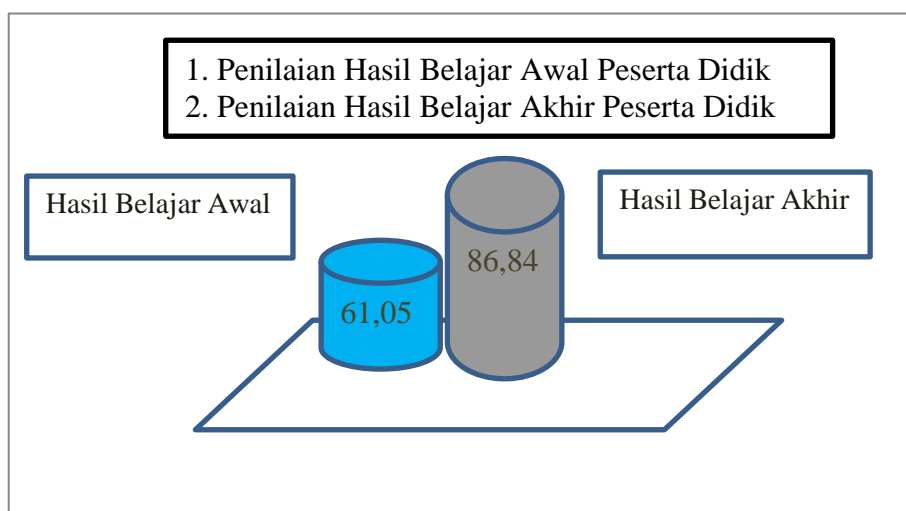 1. Penilaian Hasil Belajar Awal Peserta Didik
2. Penilaian Hasil Belajar Akhir Peserta Didik
Hasil Belajar Awal
Hasil Belajar Akhir
86,84
61,05